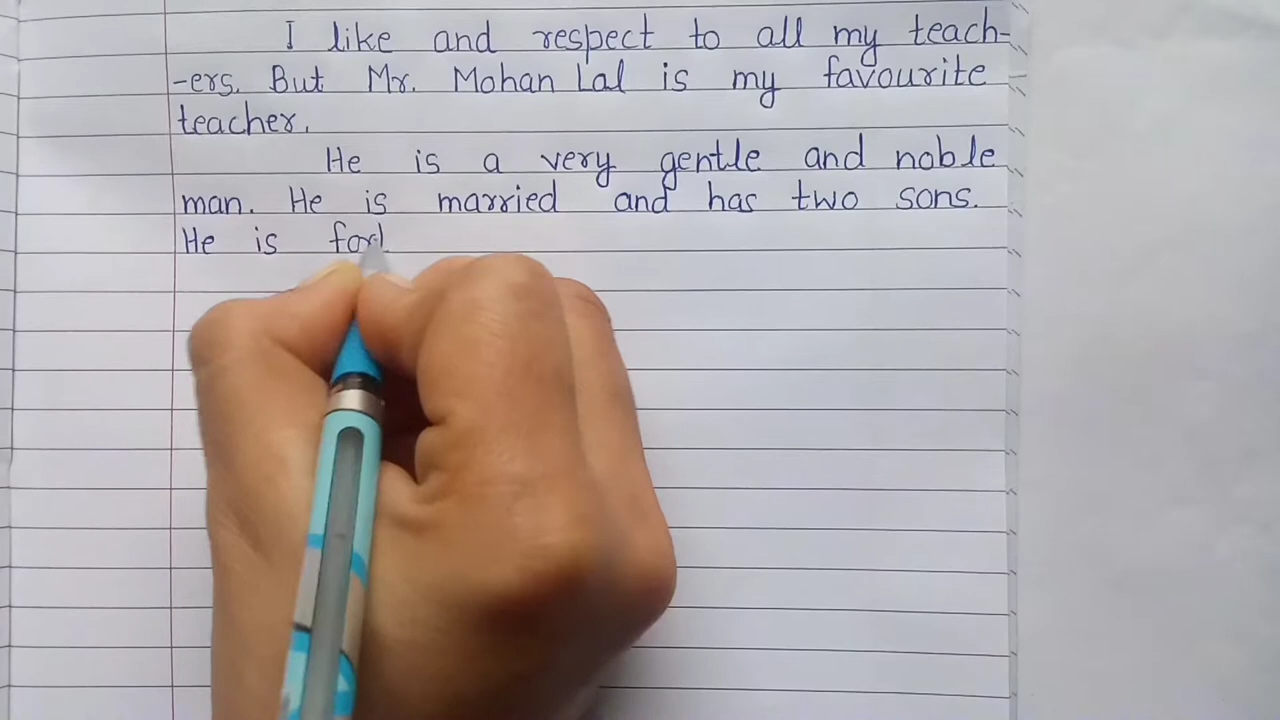 I like and respect to all my teach-
-ers. But Mr. Mohan Lal is my favourite
teacher.
He is a very gentle and noble
man. He is married and has two sons.
He is